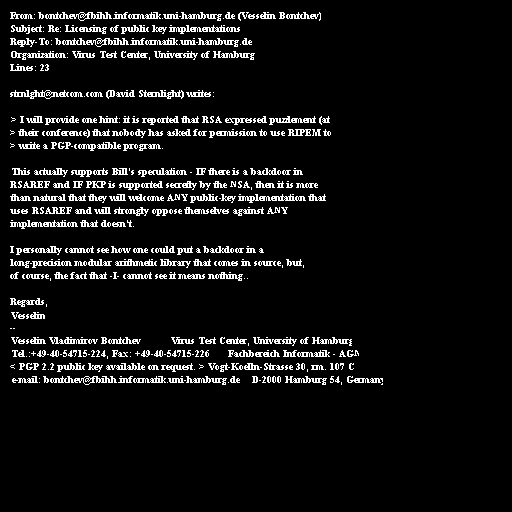 From: bontchev@fbihh.informatik.uni-hamburg.de (Vesselin Bontchev)
Subject: Re: Licensing of public key implementations
Reply-To: bontchev@fbihh.informatik.uni-hamburg.de
Organization: Virus Test Center, University of Hamburg
Lines: 23

strnlght@netcom.com (David Sternlight) writes:

> I will provide one hint: it is reported that RSA expressed puzzlement (at
> their conference) that nobody has asked for permission to use RIPEM to
> write a PGP-compatible program.

This actually supports Bill's speculation - IF there is a backdoor in
RSAREF and IF PKP is supported secretly by the NSA, then it is more
than natural that they will welcome ANY public-key implementation that
uses RSAREF and will strongly oppose themselves against ANY
implementation that doesn't.

I personally cannot see how one could put a backdoor in a
long-precision modular arithmetic library that comes in source, but,
of course, the fact that -I- cannot see it means nothing..

Regards,
Vesselin
--
Vesselin Vladimirov Bontchev Virus Test Center, University of Hamburg
Tel.:+49-40-54715-224, Fax: +49-40-54715-226 Fachbereich Informatik - AGN
< PGP 2.2 public key available on request. > Vogt-Koelln-Strasse 30, rm. 107 C
e-mail: bontchev@fbihh.informatik.uni-hamburg.de D-2000 Hamburg 54, Germany